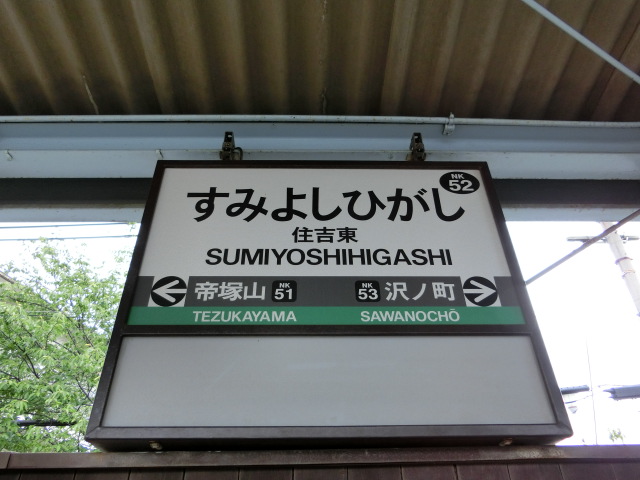 NK
52
すみよしひがし
住吉東
SUMIYOSHIHIGASHI
帝塚山 NK 51 NK 53 沢ノ町
TEZUKAYAMA SAWANOCHŌ